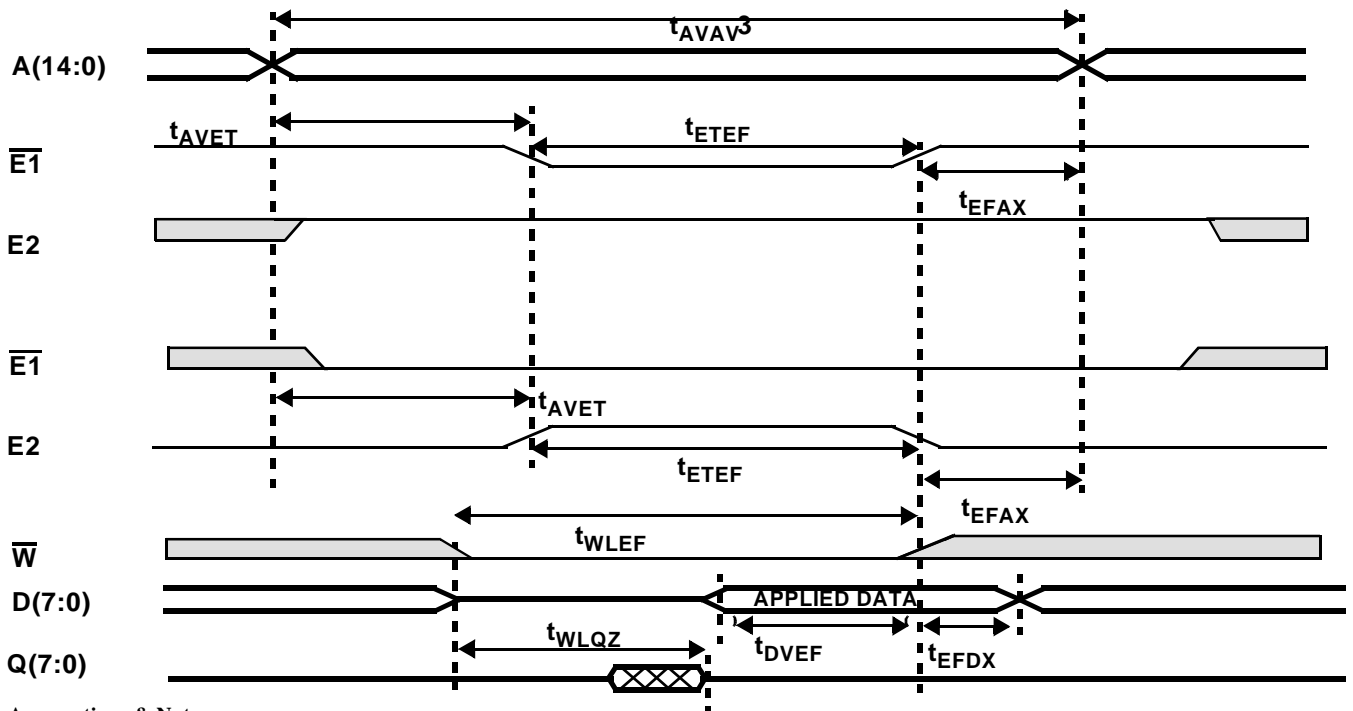 tAVAV3
A(14:0)
tAVET
tETEF
E1
tEFAX
E2
E1
tAVET
E2
tETEF
tEFAX
W
tWLEF
D(7:0)
APPLIED DATA
tWLQZ
tDVEF
tEFDX
Q(7:0)